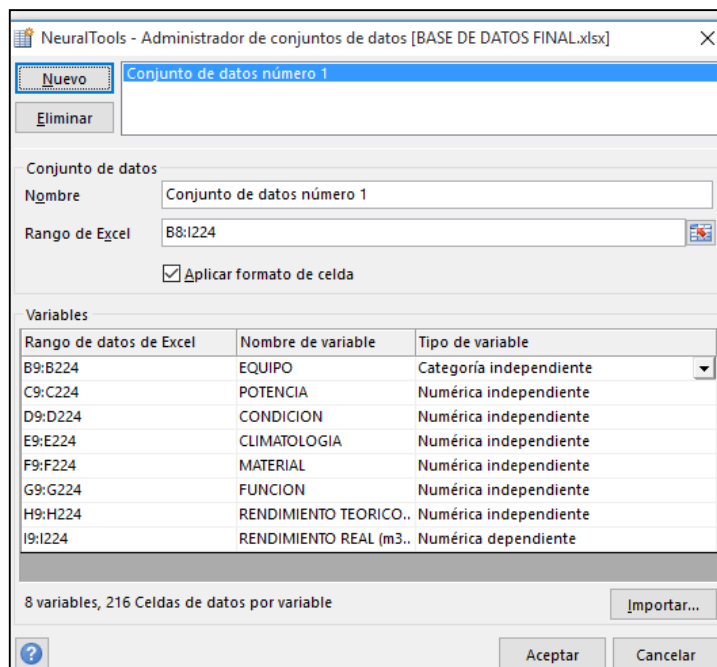 NeuralTools - Administrador de conjuntos de datos [BASE DE DATOS FINAL.xlsx]
Nuevo
Conjunto de datos número 1
Eliminar
Conjunto de datos
Nombre
Conjunto de datos número 1
Rango de Excel
B8:I224
Aplicar formato de celda
Variables
Rango de datos de Excel Nombre de variable Tipo de variable
B9:B224 EQUIPO Categoría independiente
C9:C224 POTENCIA Numérica independiente
D9:D224 CONDICION Numérica independiente
E9:E224 CLIMATOLOGIA Numérica independiente
F9:F224 MATERIAL Numérica independiente
G9:G224 FUNCION Numérica independiente
H9:H224 RENDIMIENTO TEORICO.. Numérica independiente
I9:I224 RENDIMIENTO REAL (m3.. Numérica dependiente
8 variables, 216 Celdas de datos por variable
Importar...
?
Aceptar
Cancelar